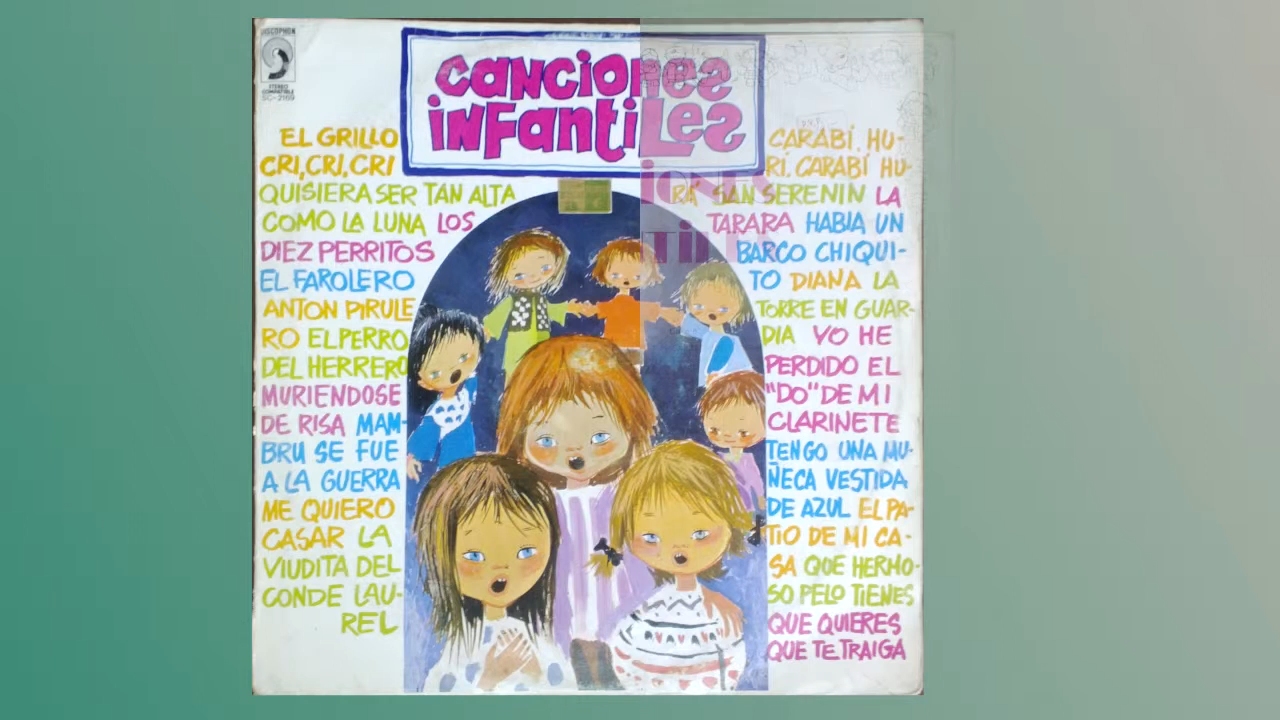 DISCOPHON
STEREO
COMPATIBLE
SC-2169
CANCIONES
INFANTILES
EL GRILLO
CRI, CRI, CRI
QUISIERA SER TAN ALTA
COMO LA LUNA LOS
DIEZ PERRITOS
EL FAROLERO
ANTON PIRULE
RO EL PERRO
DEL HERRERO
MURIENDOSE
DE RISA MAM-
BRU SE FUE
A LA GUERRA
ME QUIERO
CASAR LA
VIUDITA DEL
CONDE LAU-
REL
CARABÍ, HU-
RÍ, CARABÍ HU-
RÁ SAN SERENIN LA
TARARA HABIA UN
BARCO CHIQUI-
TO DIANA LA
TORRE EN GUAR-
DIA YO HE
PERDIDO EL
"DO" DE MI
CLARINETE
TENGO UNA MU-
ÑECA VESTIDA
DE AZUL EL PA-
TIO DE MI CA-
SA QUE HERMO-
SO PELO TIENES
QUE QUIERES
QUE TE TRAIGA